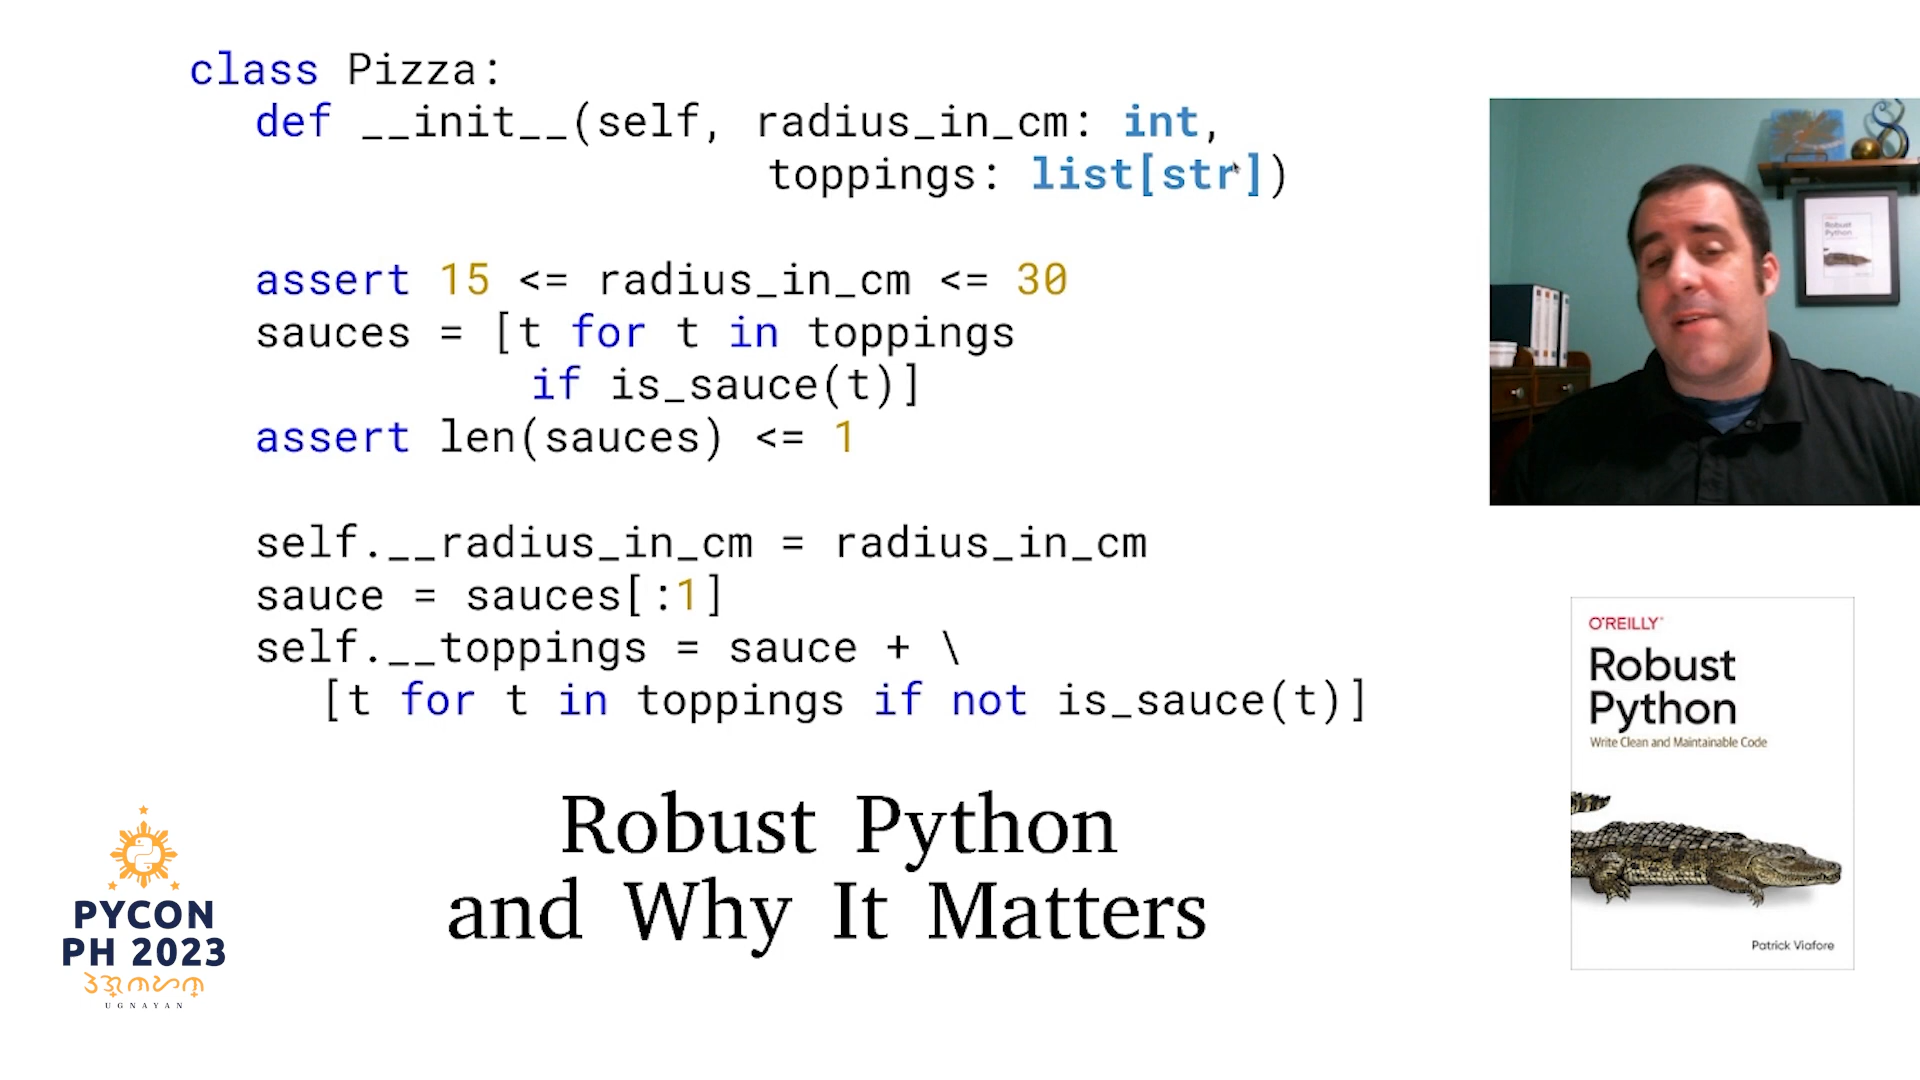 class Pizza:
def __init__(self, radius_in_cm: int,
toppings: list[str])
assert 15 <= radius_in_cm <= 30
sauces = [t for t in toppings
if is_sauce(t)]
assert len(sauces) <= 1
self.__radius_in_cm = radius_in_cm
sauce = sauces[:1]
self.__toppings = sauce + \
[t for t in toppings if not is_sauce(t)]
Robust Python
and Why It Matters
PYCON
PH 2023
UGNAYAN
Robust
Python
O'REILLY
Robust
Python
Write Clean and Maintainable Code
Patrick Viafore